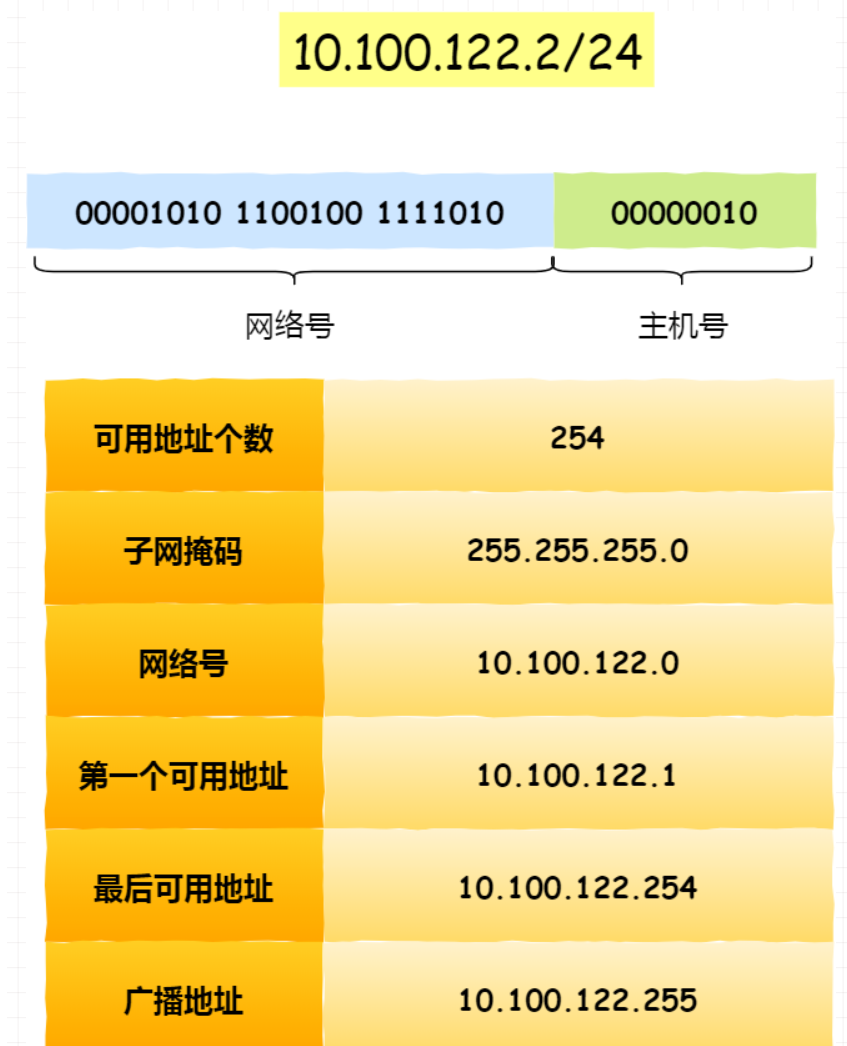 10.100.122.2/24
00001010 1100100 1111010 00000010
网络号 主机号
可用地址个数 254
子网掩码 255.255.255.0
网络号 10.100.122.0
第一个可用地址 10.100.122.1
最后可用地址 10.100.122.254
广播地址 10.100.122.255